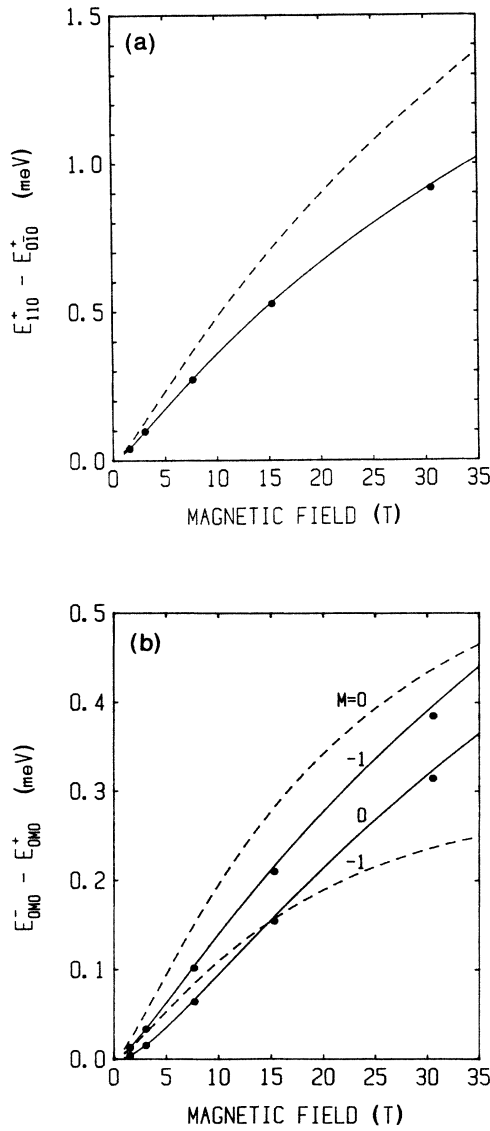 (a)
1.5
1.0
0.5
0.0
E⁺₁₁₀ − E⁺₀₁̄₀ (meV)
0 5 10 15 20 25 30 35
MAGNETIC FIELD (T)
(b)
0.5
0.4
0.3
0.2
0.1
0.0
E⁻₀M₀ − E⁺₀M₀ (meV)
M=0
-1
0
-1
0 5 10 15 20 25 30 35
MAGNETIC FIELD (T)